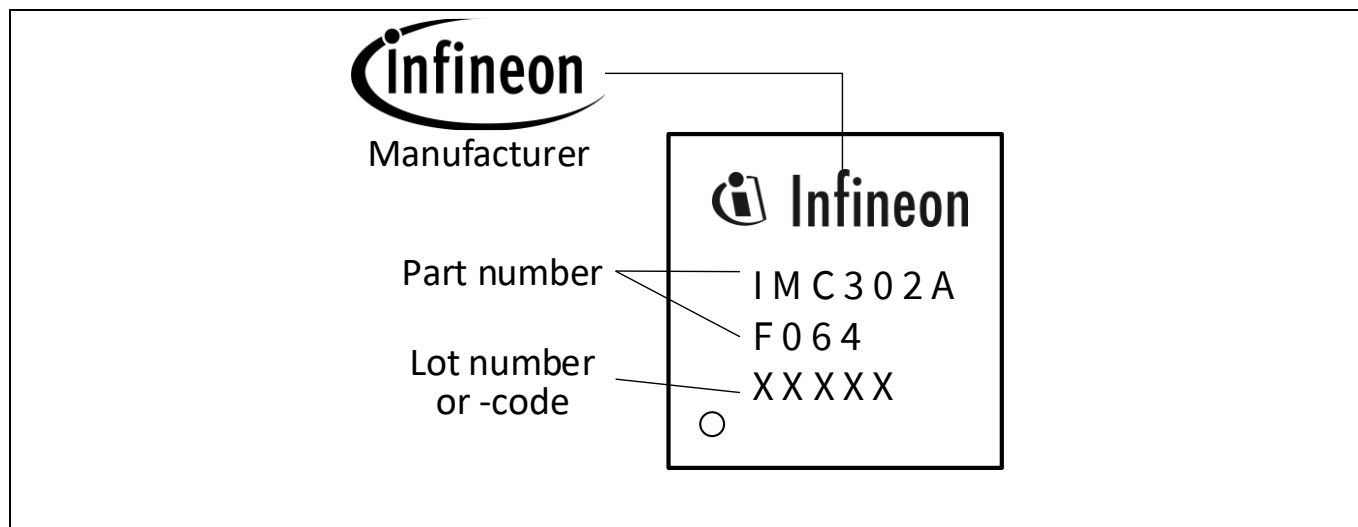 infineon
Manufacturer
Infineon
Part number
IMC302A
F064
Lot number
or -code
XXXXX